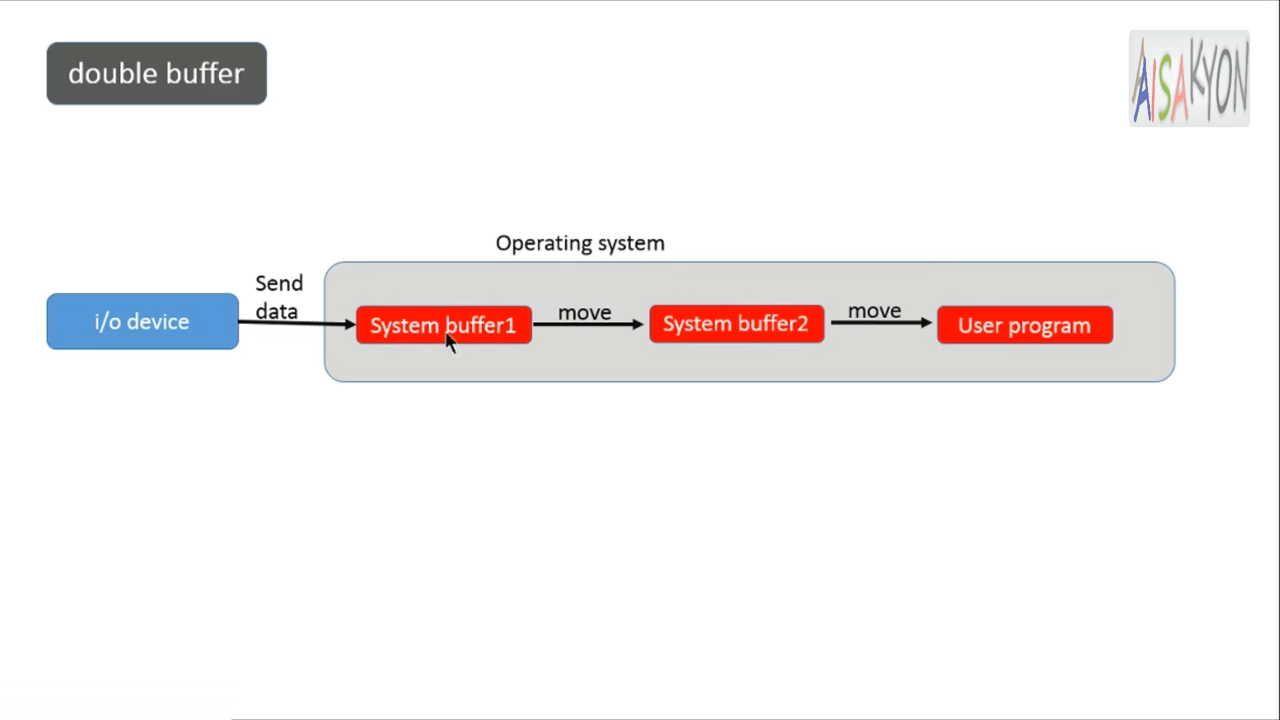 double buffer
AISAKYON
Operating system
Send
data
i/o device
System buffer1
move
System buffer2
move
User program